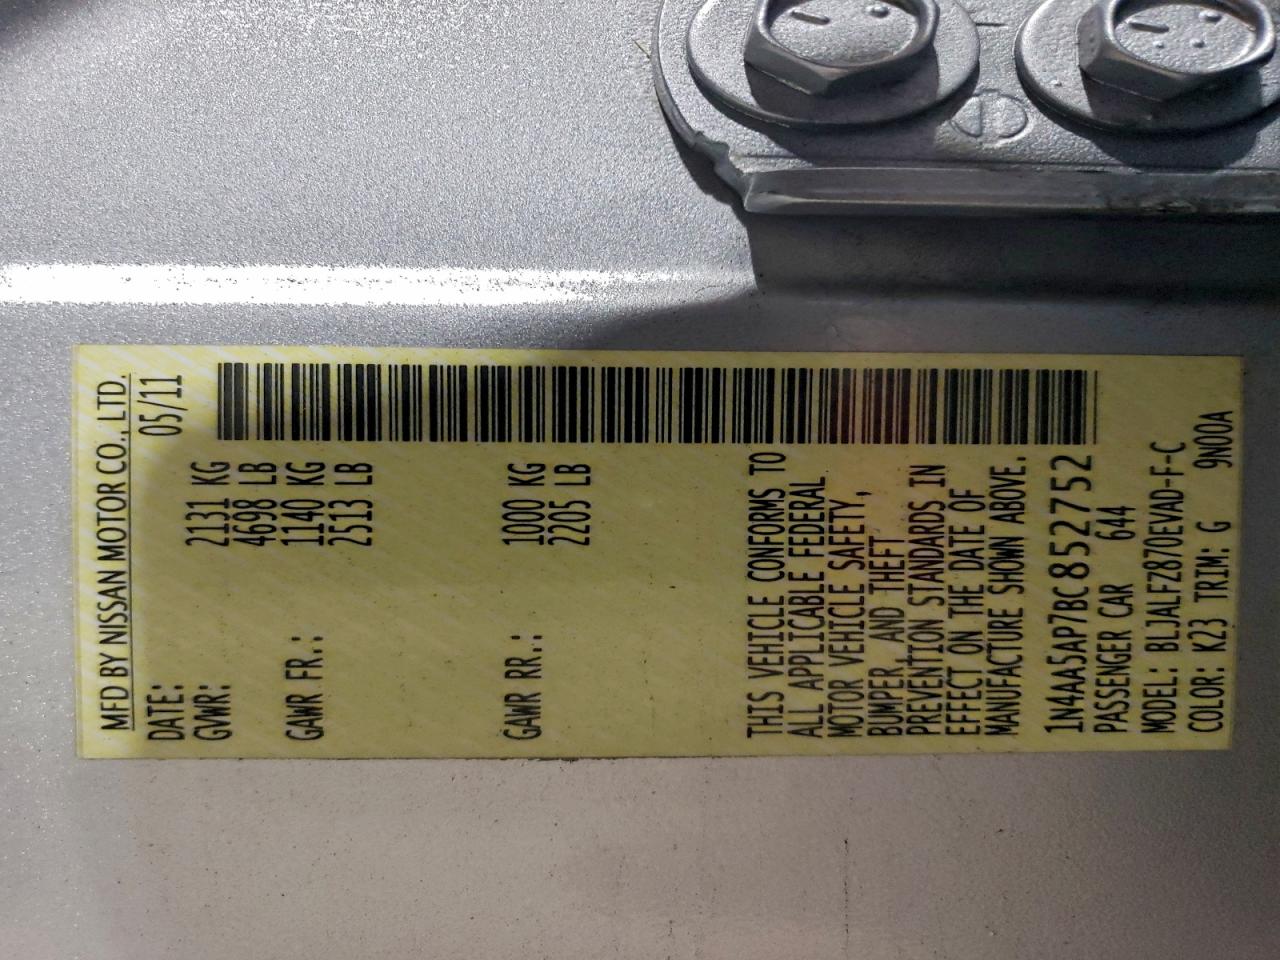 MFD BY NISSAN MOTOR CO., LTD.
DATE: 05/11
GVWR: 2131 KG
4698 LB
GAWR FR.: 1140 KG
2513 LB
GAWR RR.: 1000 KG
2205 LB
THIS VEHICLE CONFORMS TO
ALL APPLICABLE FEDERAL
MOTOR VEHICLE SAFETY,
BUMPER AND THEFT
PREVENTION STANDARDS IN
EFFECT ON THE DATE OF
MANUFACTURE SHOWN ABOVE.
1N4AA5AP7BC852752
PASSENGER CAR 644
MODEL: BLJALFZ870EVAD-F-C
COLOR: K23 TRIM: G 9N00A